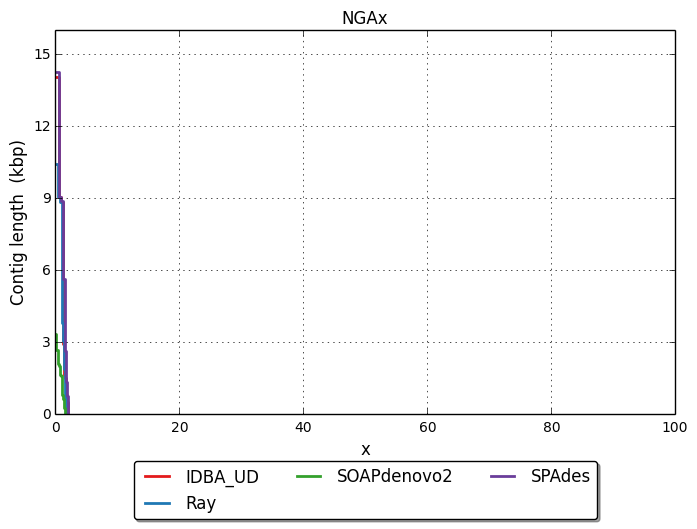 NGAx
15
12
9
6
3
0
Contig length (kbp)
0 20 40 60 80 100
x
IDBA_UD SOAPdenovo2 SPAdes
Ray